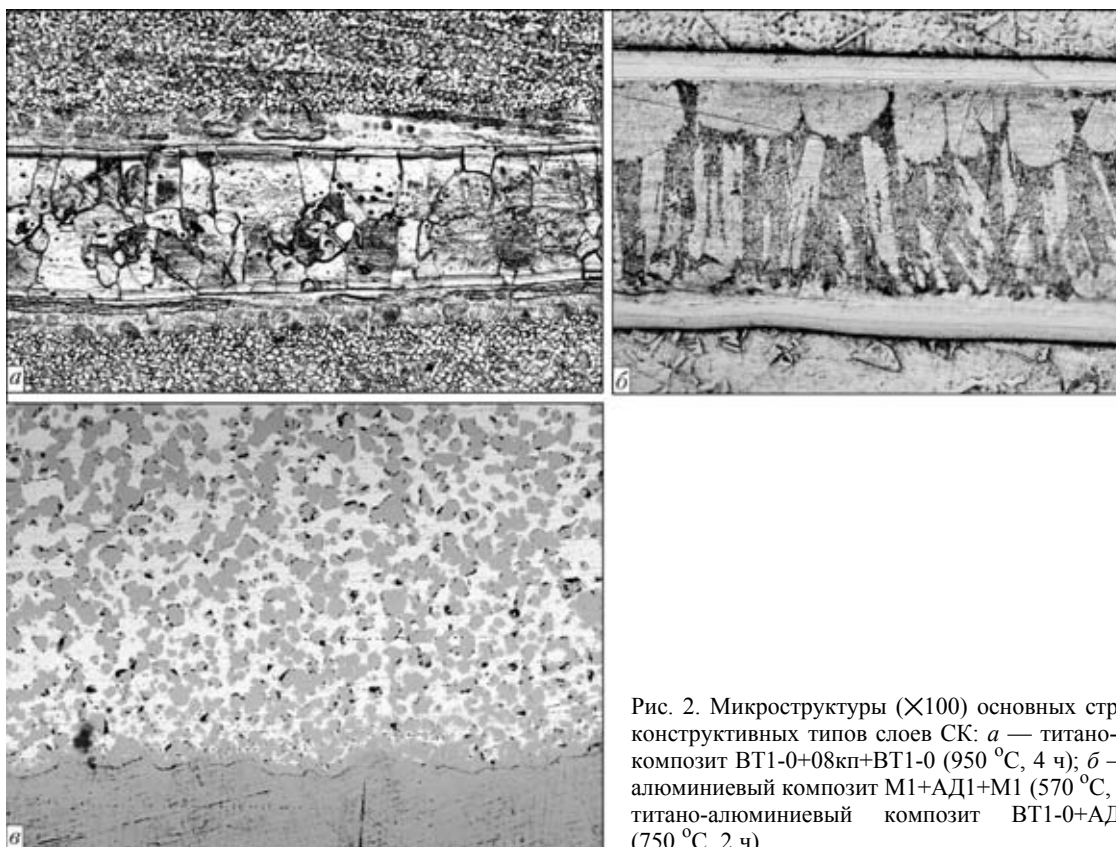 а
б
в
Рис. 2. Микроструктуры (×100) основных стр
конструктивных типов слоев СК: а — титано-
композит ВТ1-0+08кп+ВТ1-0 (950 °С, 4 ч); б –
алюминиевый композит М1+АД1+М1 (570 °С,
титано-алюминиевый композит ВТ1-0+АД
(750 °С, 2 ч)